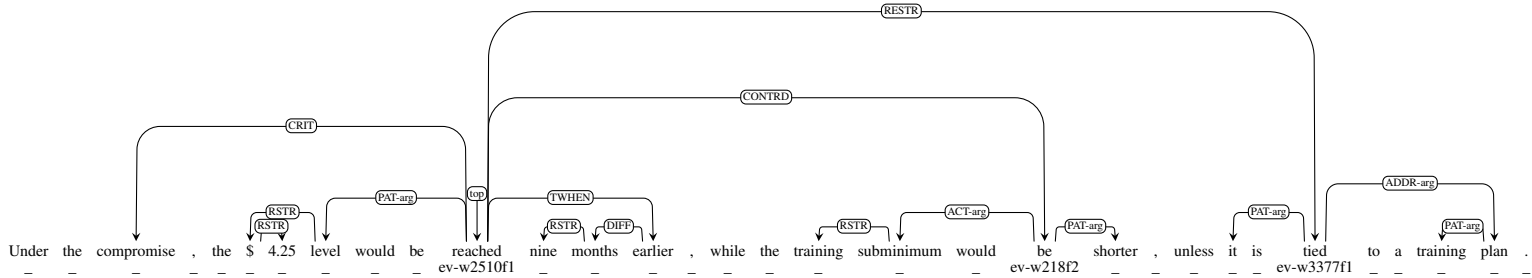 RESTR
CONTRD
CRIT
PAT-arg top TWHEN ADDR-arg
RSTR ACT-arg PAT-arg
RSTR RSTR DIFF RSTR PAT-arg PAT-arg
Under the compromise , the $ 4.25 level would be reached nine months earlier , while the training subminimum would be shorter , unless it is tied to a training plan .
_ _ _ _ _ _ _ _ _ _ ev-w2510f1 _ _ _ _ _ _ _ _ _ ev-w218f2 _ _ _ _ _ ev-w3377f1 _ _ _ _ _